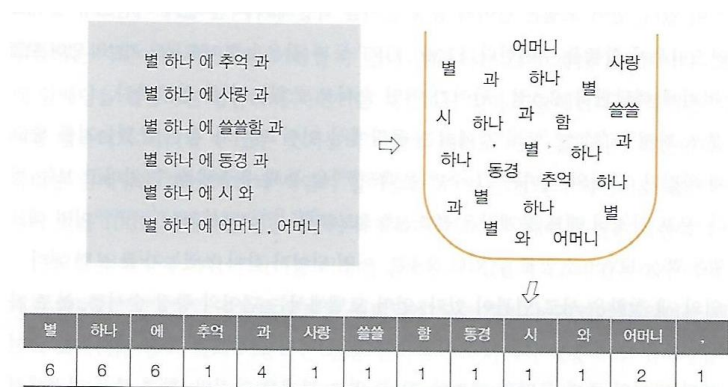 별 하나 에 추억 과
별 하나 에 사랑 과
별 하나 에 쓸쓸함 과
별 하나 에 동경 과
별 하나 에 시 와
별 하나 에 어머니 , 어머니
어머니
별 사랑
과 하나 별
시 하나 과 함 쓸쓸
, 별 하나 과
하나 동경 추억 하나
과 별 하나 별
별 와 어머니
별 하나 에 추억 과 사랑 쓸쓸 함 동경 시 와 어머니 ,
6 6 6 1 4 1 1 1 1 1 1 2 1